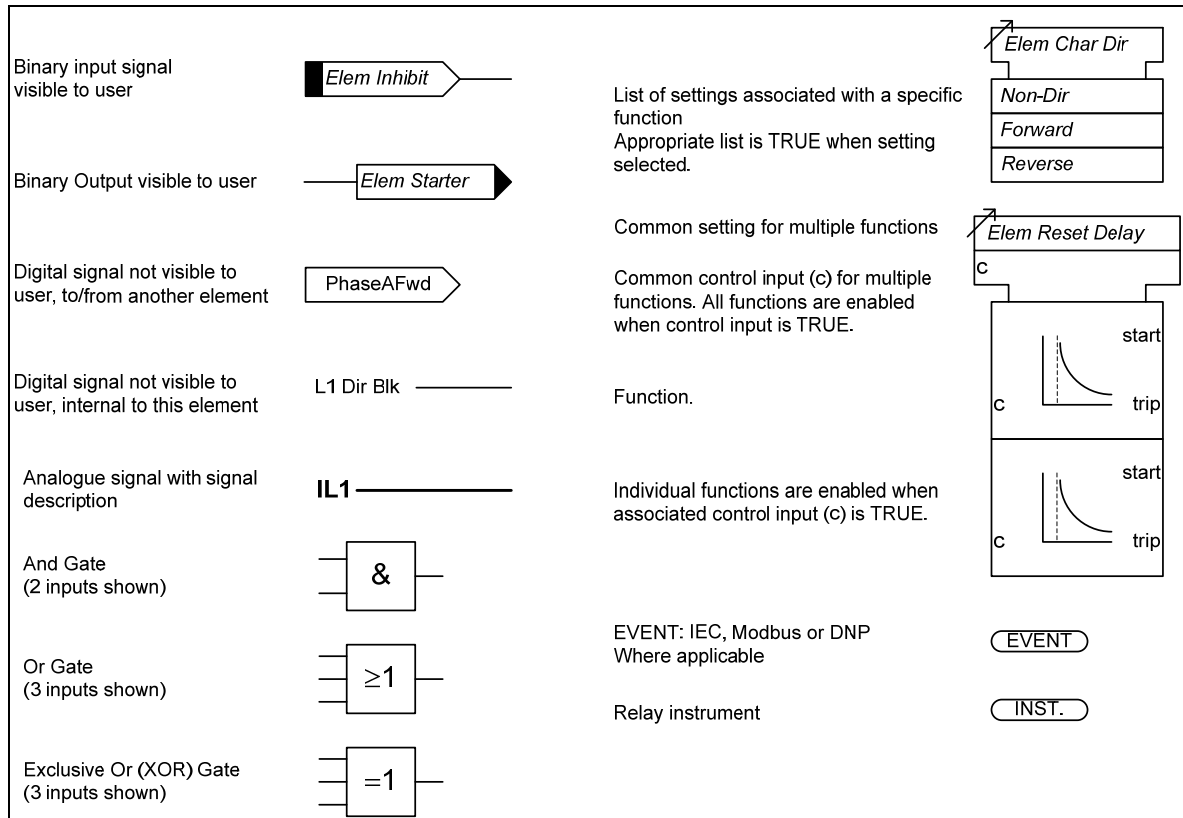 Binary input signal
visible to user
Elem Inhibit
Binary Output visible to user
Elem Starter
Digital signal not visible to
user, to/from another element
PhaseAFwd
Digital signal not visible to
user, internal to this element
L1 Dir Blk
Analogue signal with signal
description
IL1
And Gate
(2 inputs shown)
&
Or Gate
(3 inputs shown)
≥1
Exclusive Or (XOR) Gate
(3 inputs shown)
=1
List of settings associated with a specific
function
Appropriate list is TRUE when setting
selected.
Elem Char Dir
Non-Dir
Forward
Reverse
Common setting for multiple functions
Elem Reset Delay
Common control input (c) for multiple
functions. All functions are enabled
when control input is TRUE.
c
Function.
start
c
trip
Individual functions are enabled when
associated control input (c) is TRUE.
start
c
trip
EVENT: IEC, Modbus or DNP
Where applicable
EVENT
Relay instrument
INST.